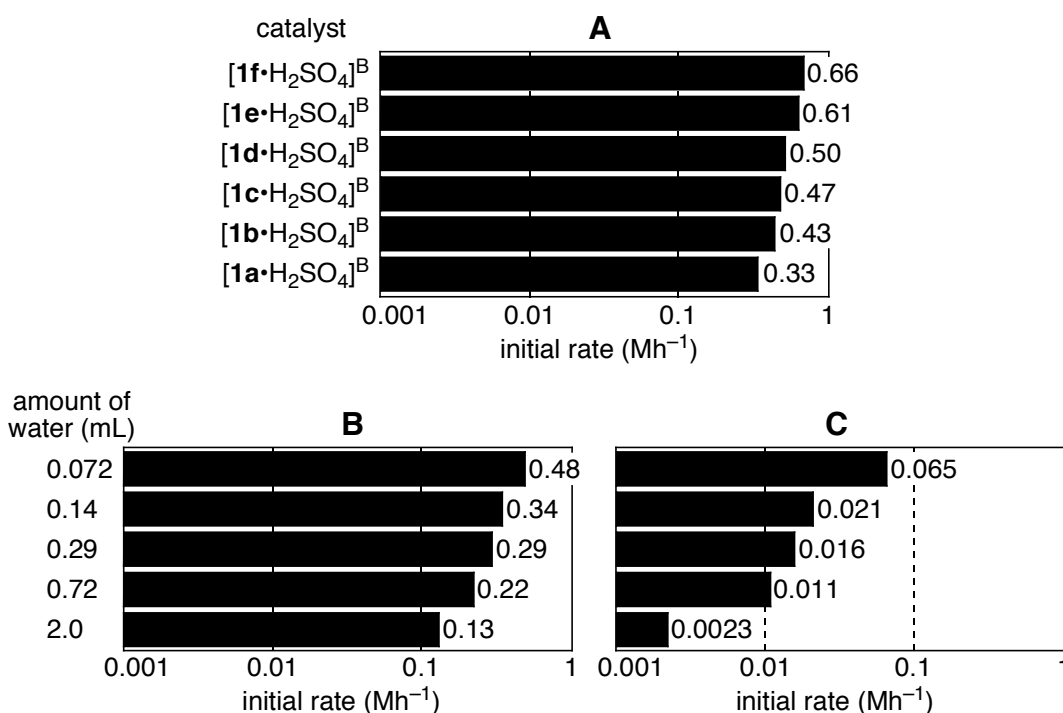 catalyst
A
[1f•H₂SO₄]ᴮ
0.66
[1e•H₂SO₄]ᴮ
0.61
[1d•H₂SO₄]ᴮ
0.50
[1c•H₂SO₄]ᴮ
0.47
[1b•H₂SO₄]ᴮ
0.43
[1a•H₂SO₄]ᴮ
0.33
0.001 0.01 0.1 1
initial rate (Mh⁻¹)
amount of
water (mL)
B
0.072
0.48
0.14
0.34
0.29
0.29
0.72
0.22
2.0
0.13
0.001 0.01 0.1 1
initial rate (Mh⁻¹)
C
0.065
0.021
0.016
0.011
0.0023
0.001 0.01 0.1 1
initial rate (Mh⁻¹)